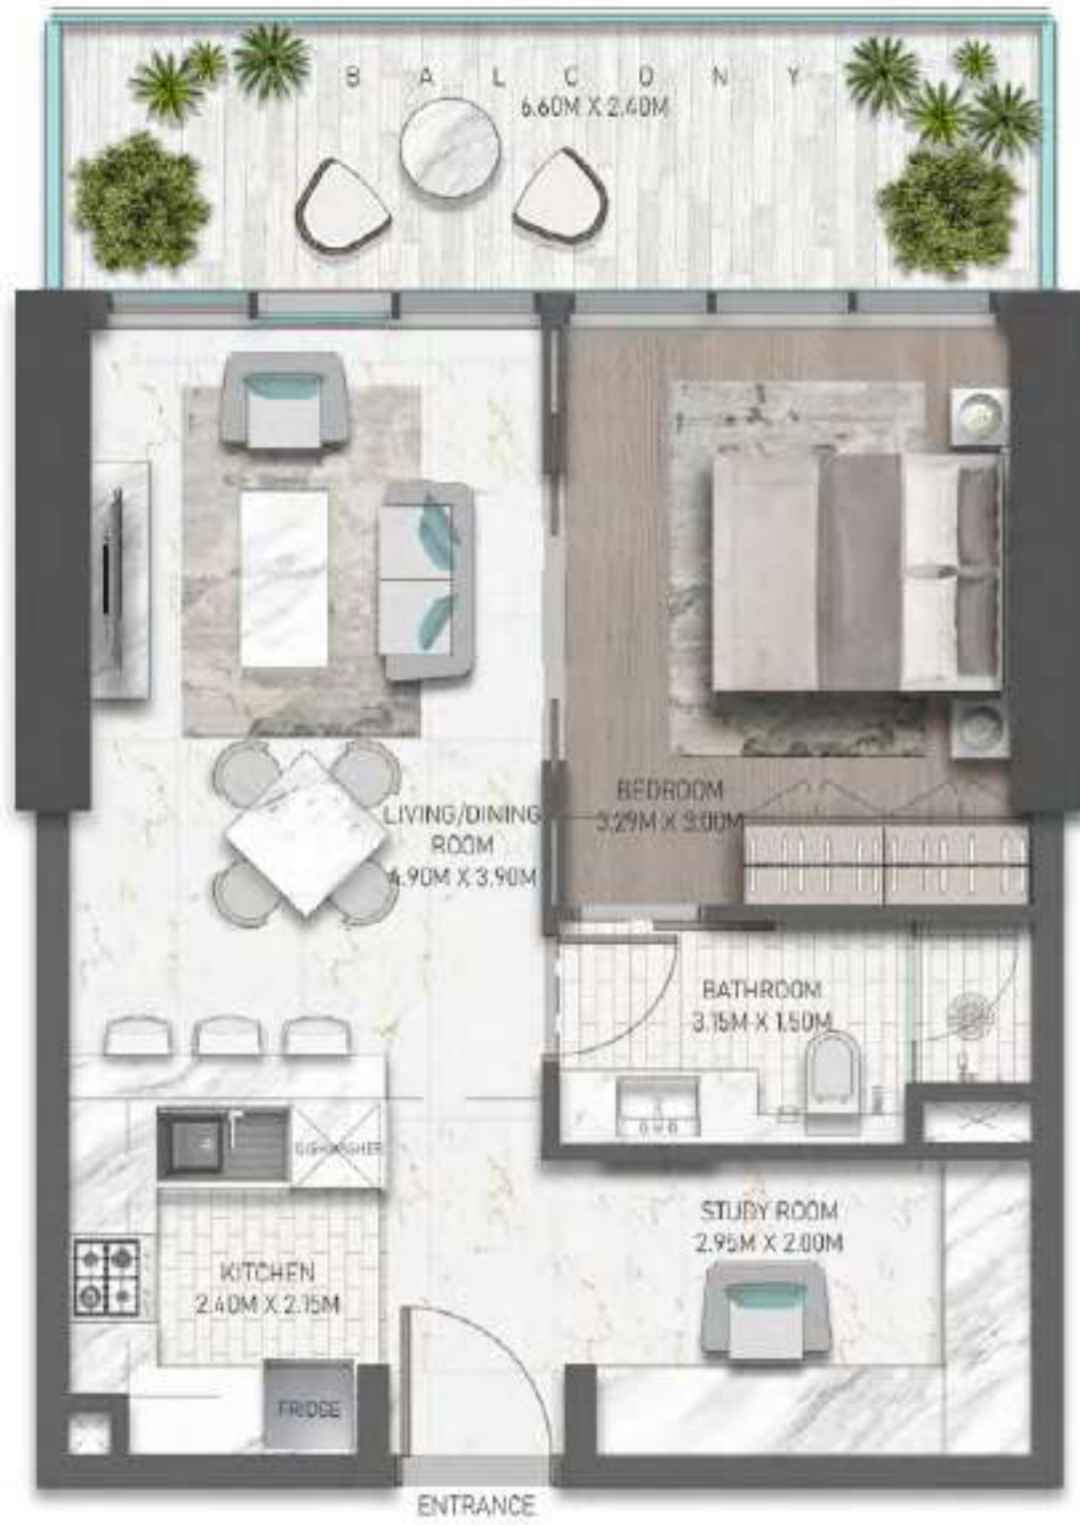 BALCONY
6.60M X 2.40M
LIVING/DINING
ROOM
4.90M X 3.90M
BEDROOM
3.29M X 3.00M
BATHROOM
3.15M X 1.50M
DISHWASHER
STUDY ROOM
2.95M X 2.00M
KITCHEN
2.40M X 2.15M
FRIDGE
ENTRANCE